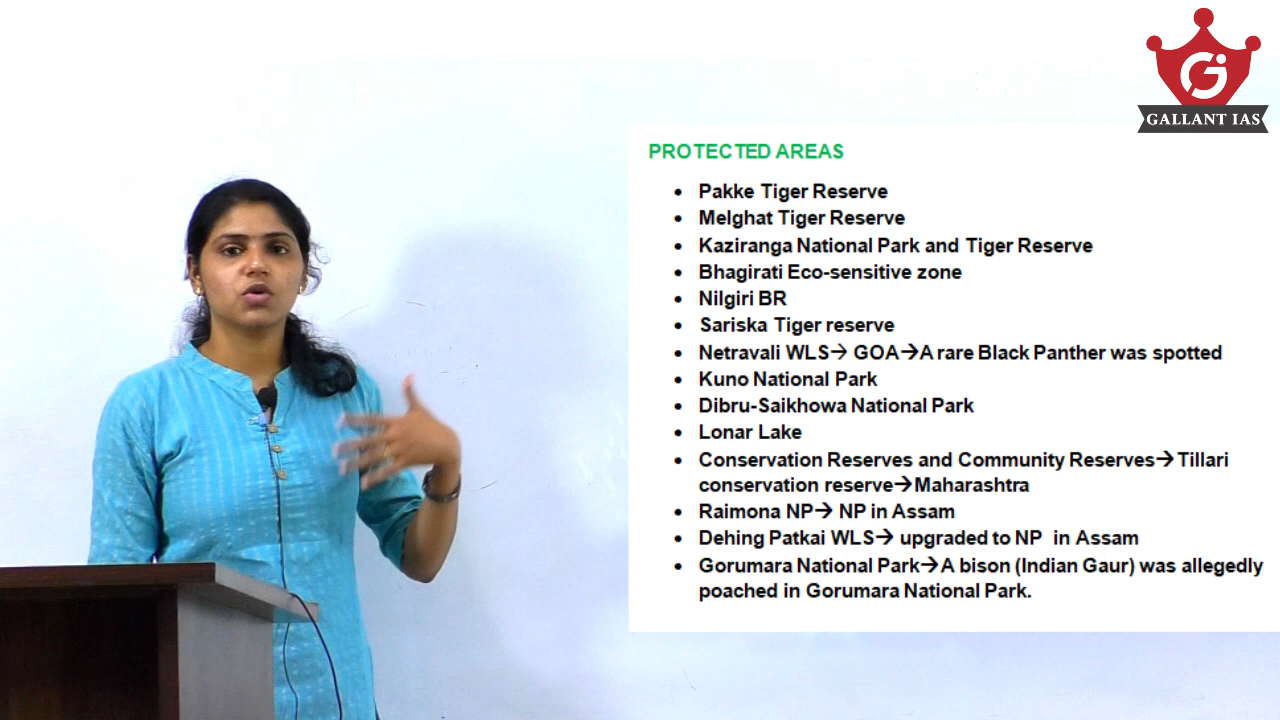 GALLANT IAS
PROTECTED AREAS
• Pakke Tiger Reserve
• Melghat Tiger Reserve
• Kaziranga National Park and Tiger Reserve
• Bhagirati Eco-sensitive zone
• Nilgiri BR
• Sariska Tiger reserve
• Netravali WLS→ GOA→A rare Black Panther was spotted
• Kuno National Park
• Dibru-Saikhowa National Park
• Lonar Lake
• Conservation Reserves and Community Reserves→Tillari
conservation reserve→Maharashtra
• Raimona NP→ NP in Assam
• Dehing Patkai WLS→ upgraded to NP in Assam
• Gorumara National Park→A bison (Indian Gaur) was allegedly
poached in Gorumara National Park.